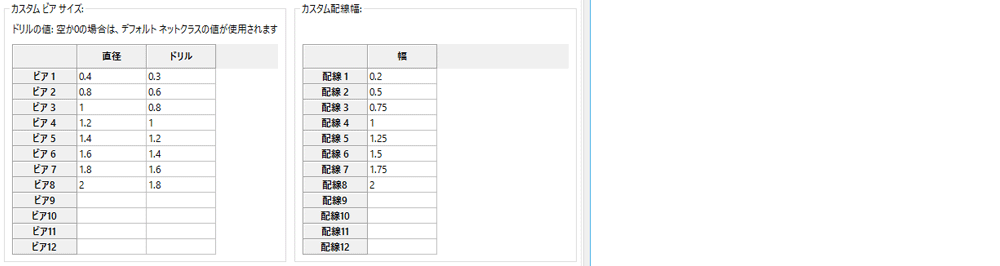 カスタム ビア サイズ:
ドリルの値: 空か0の場合は、デフォルト ネットクラスの値が使用されます
直径 ドリル
ビア 1 0.4 0.3
ビア 2 0.8 0.6
ビア 3 1 0.8
ビア 4 1.2 1
ビア 5 1.4 1.2
ビア 6 1.6 1.4
ビア 7 1.8 1.6
ビア8 2 1.8
ビア9
ビア10
ビア11
ビア12
カスタム配線幅:
幅
配線 1 0.2
配線 2 0.5
配線 3 0.75
配線 4 1
配線 5 1.25
配線 6 1.5
配線 7 1.75
配線8 2
配線9
配線10
配線11
配線12